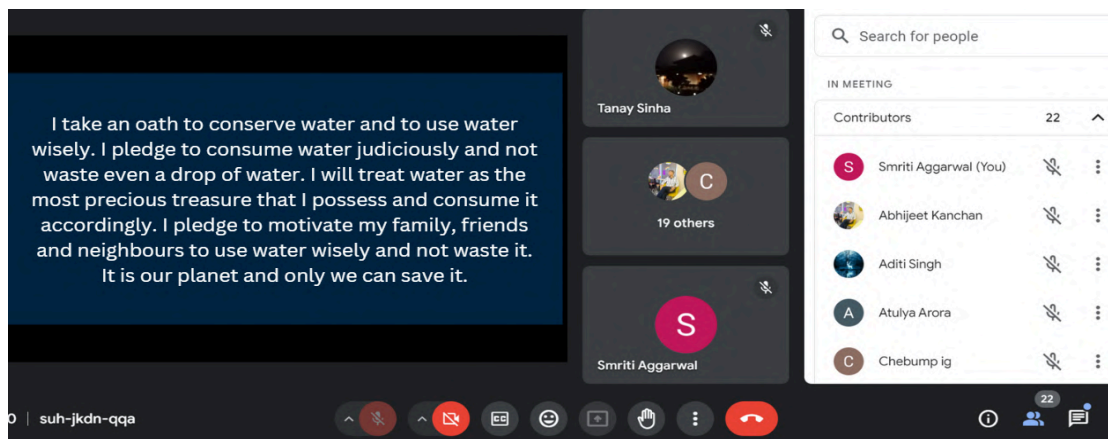 I take an oath to conserve water and to use water
wisely. I pledge to consume water judiciously and not
waste even a drop of water. I will treat water as the
most precious treasure that I possess and consume it
accordingly. I pledge to motivate my family, friends
and neighbours to use water wisely and not waste it.
It is our planet and only we can save it.
Tanay Sinha
C
19 others
S
Smriti Aggarwal
Search for people
IN MEETING
Contributors 22
S Smriti Aggarwal (You)
Abhijeet Kanchan
Aditi Singh
A Atulya Arora
C Chebump ig
0 | suh-jkdn-qqa
CC
22